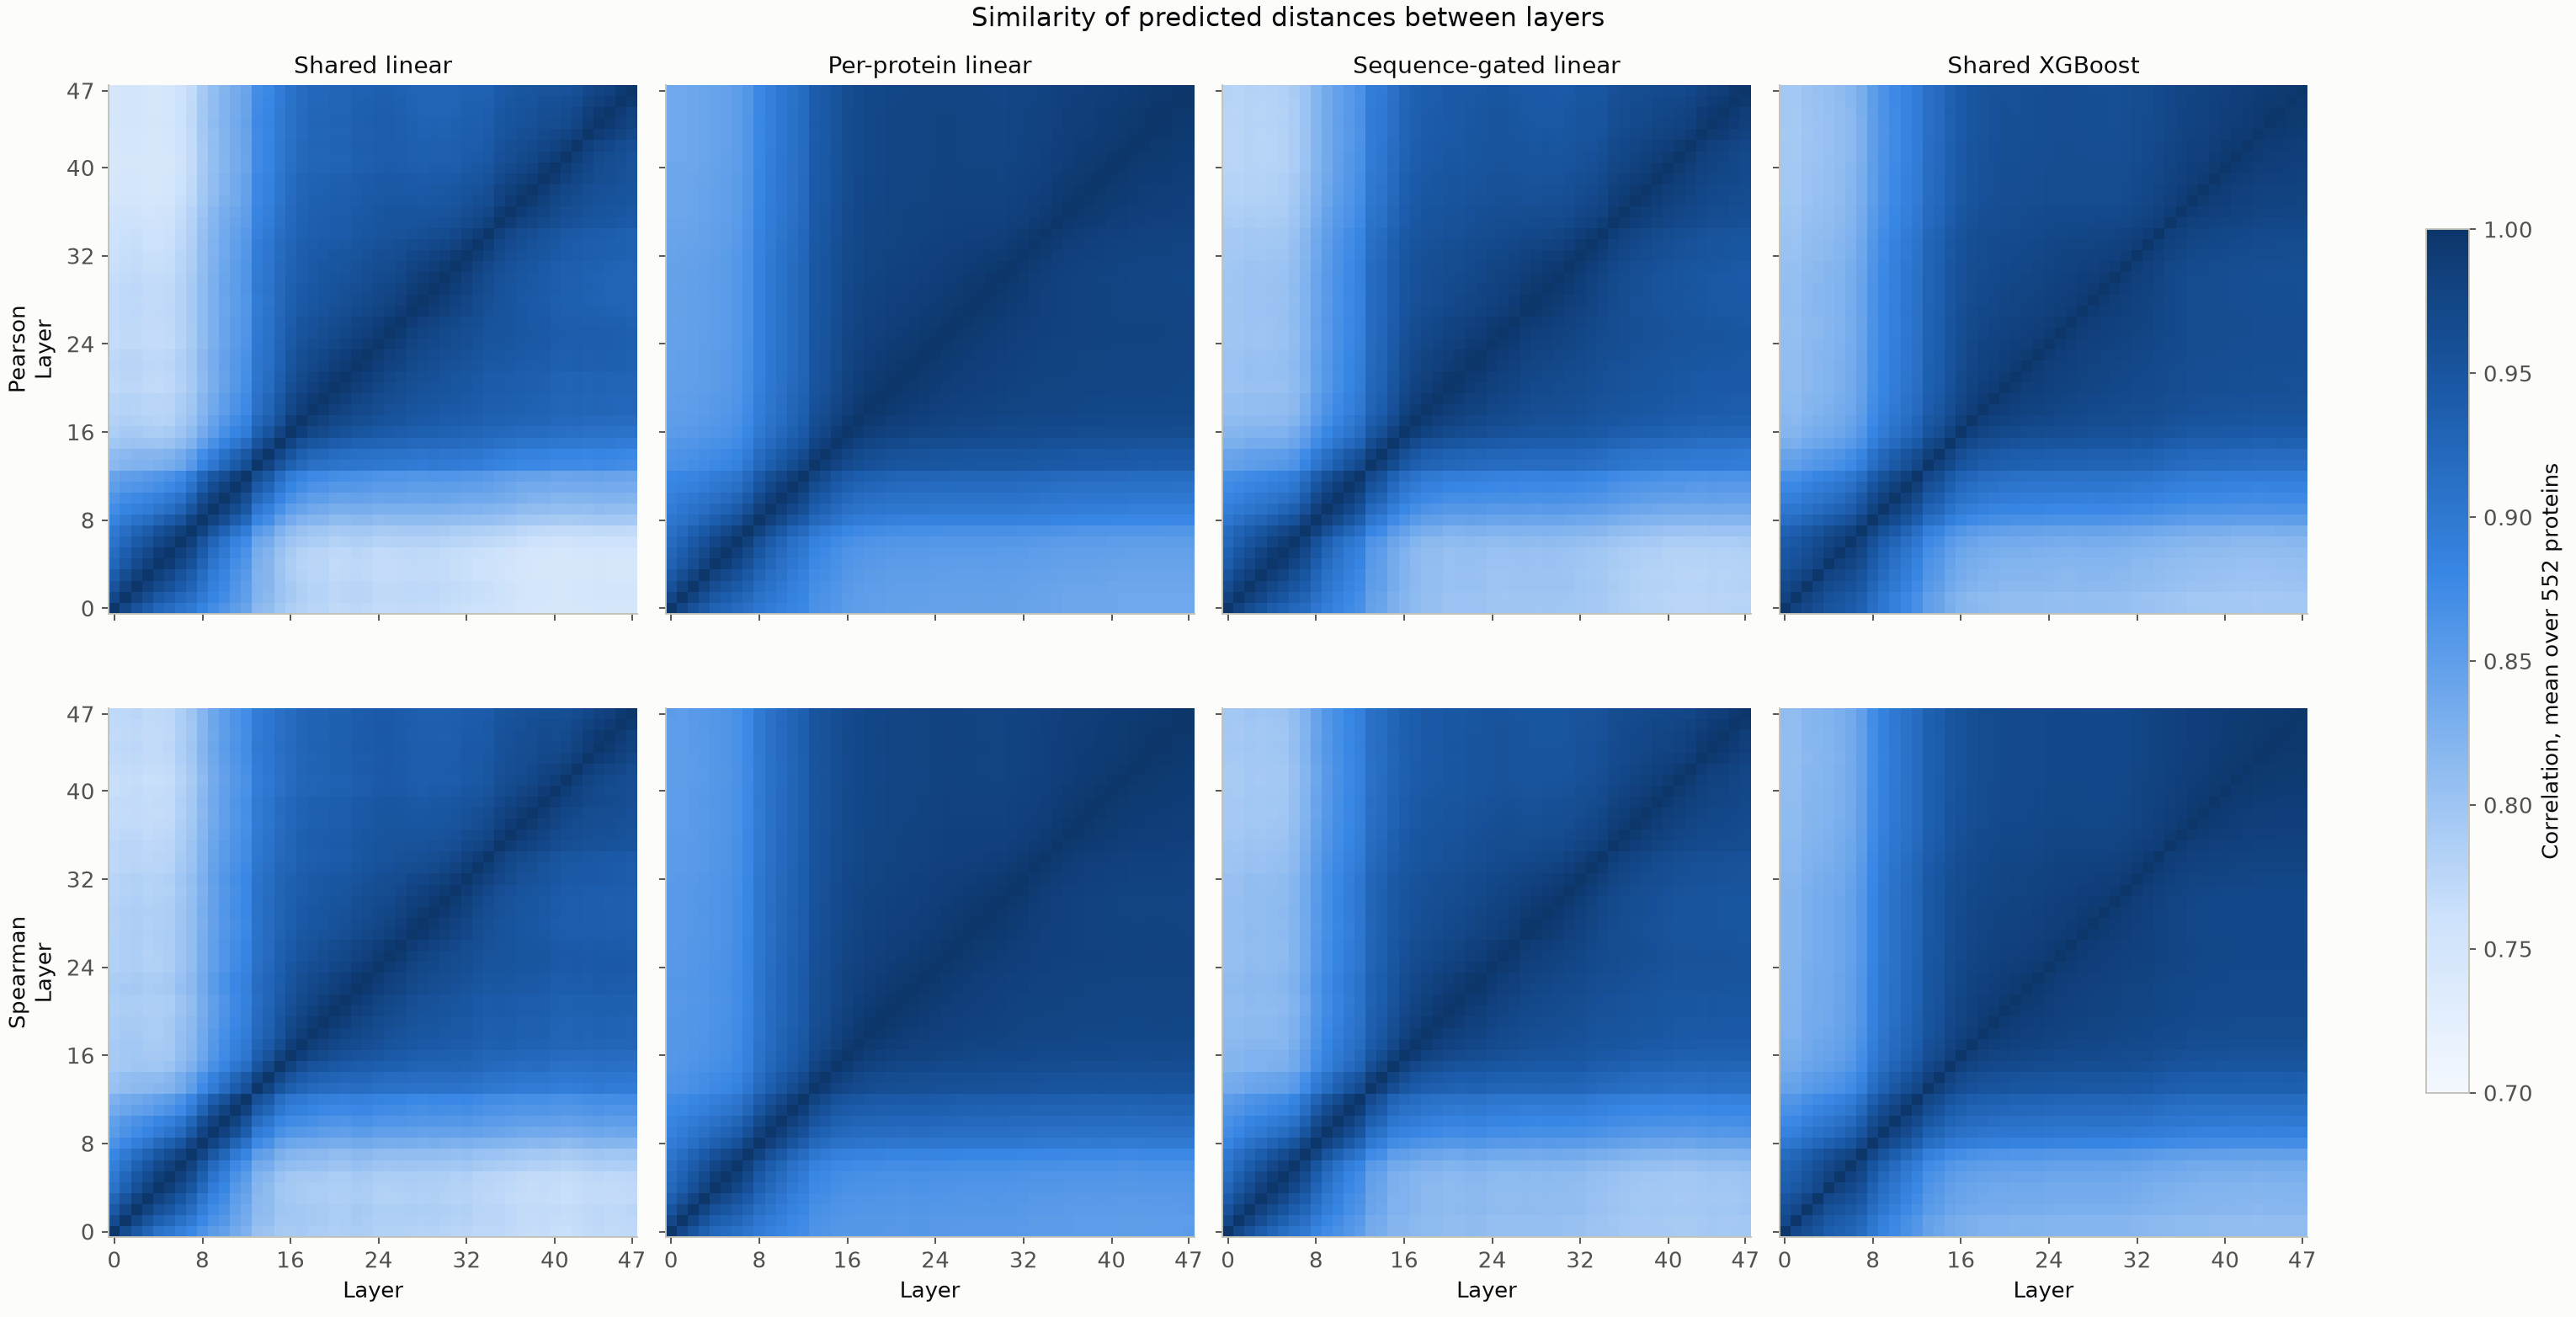 Similarity of predicted distances between layers
Shared linear
Per-protein linear
Sequence-gated linear
Shared XGBoost
Pearson
Layer
47
40
32
24
16
8
0
Spearman
Layer
47
40
32
24
16
8
0
0 8 16 24 32 40 47
Layer
0 8 16 24 32 40 47
Layer
0 8 16 24 32 40 47
Layer
0 8 16 24 32 40 47
Layer
1.00
0.95
0.90
0.85
0.80
0.75
0.70
Correlation, mean over 552 proteins